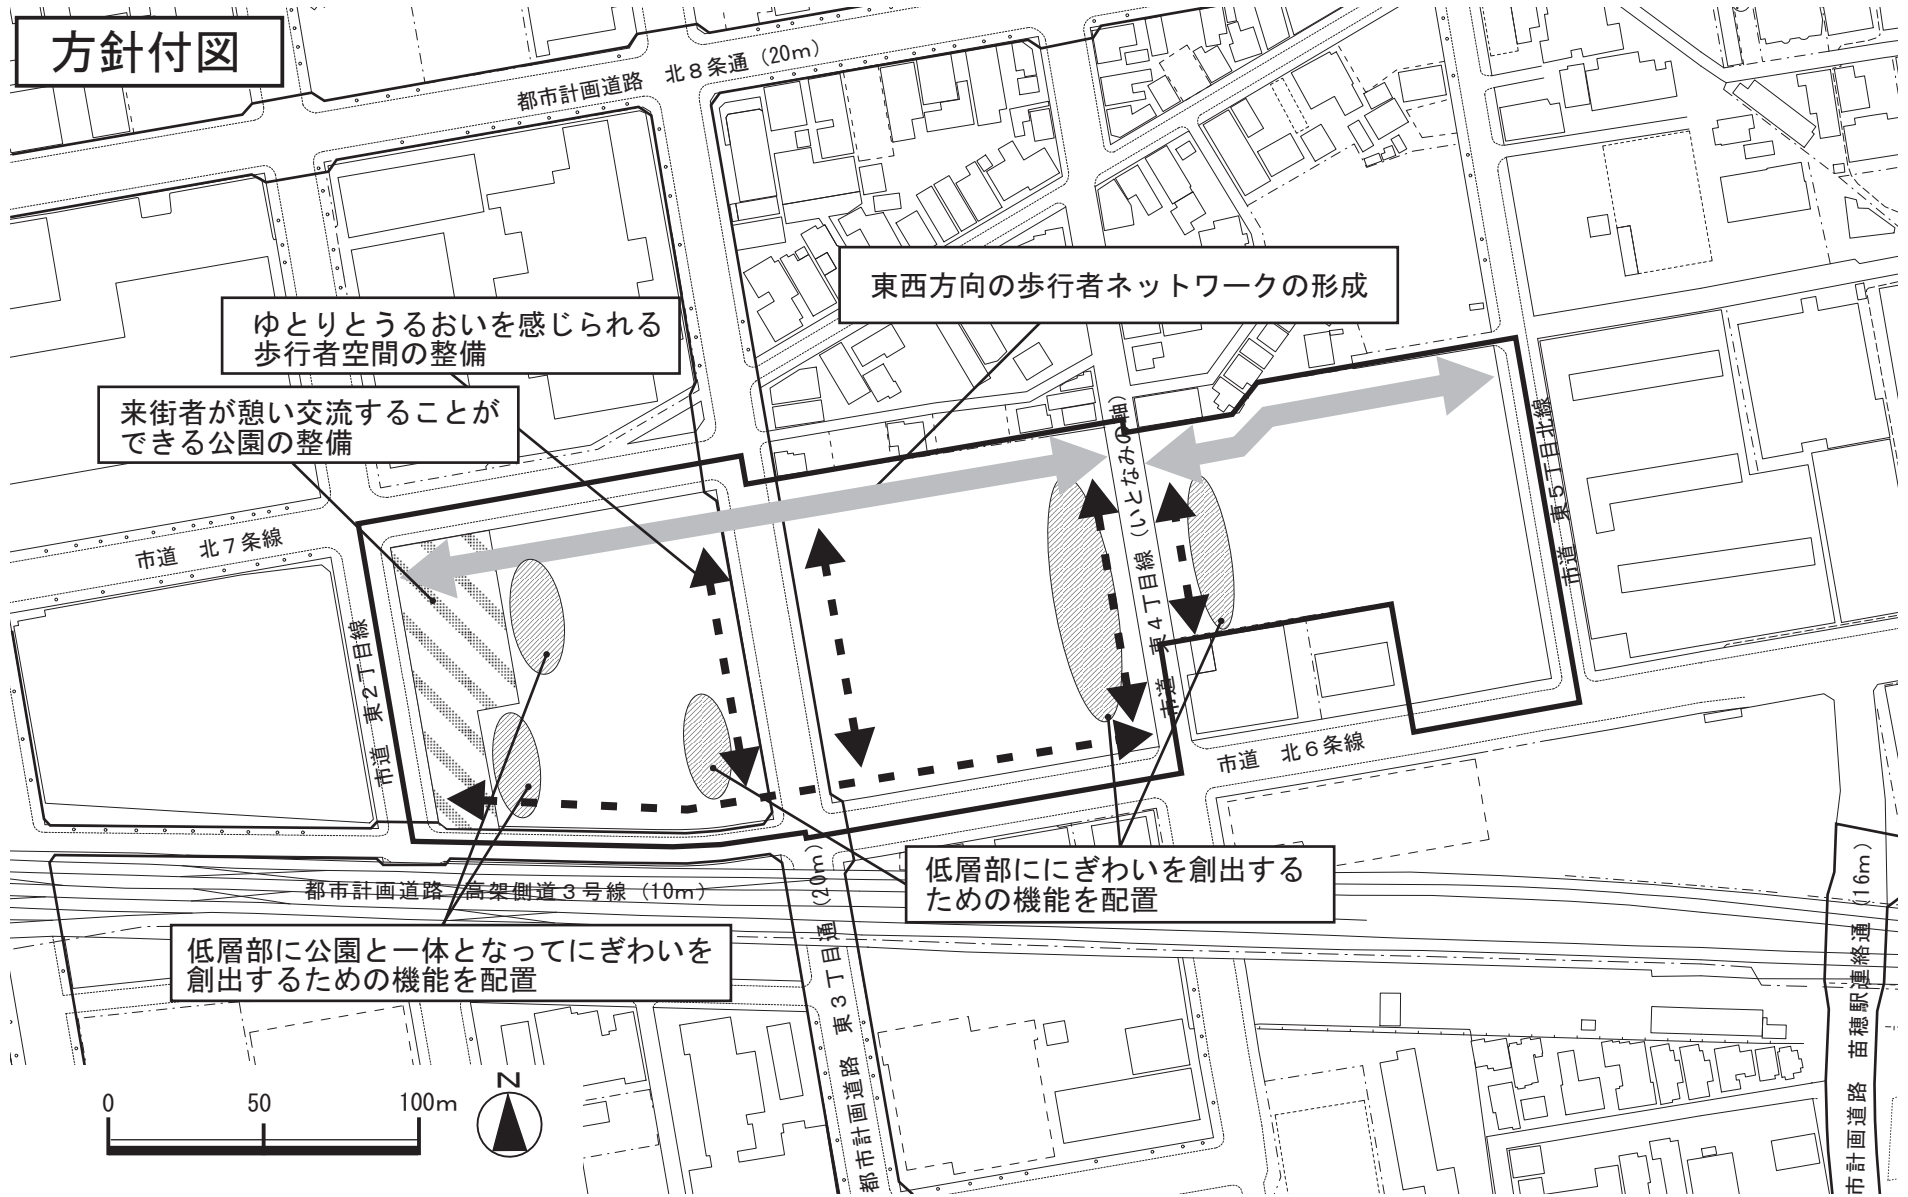 方針付図
都市計画道路　北８条通（20m）
東西方向の歩行者ネットワークの形成
ゆとりとうるおいを感じられる
歩行者空間の整備
来街者が憩い交流することが
できる公園の整備
市道　北７条線
市道　東２丁目線
市道　東４丁目線（いとなみの軸）
市道　東５丁目北線
市道　北６条線
低層部ににぎわいを創出する
ための機能を配置
都市計画道路　高架側道３号線（10m）
低層部に公園と一体となってにぎわいを
創出するための機能を配置
都市計画道路　東３丁目通（20m）
市計画道路　苗穂駅連絡通（16m）
0
50
100m
N